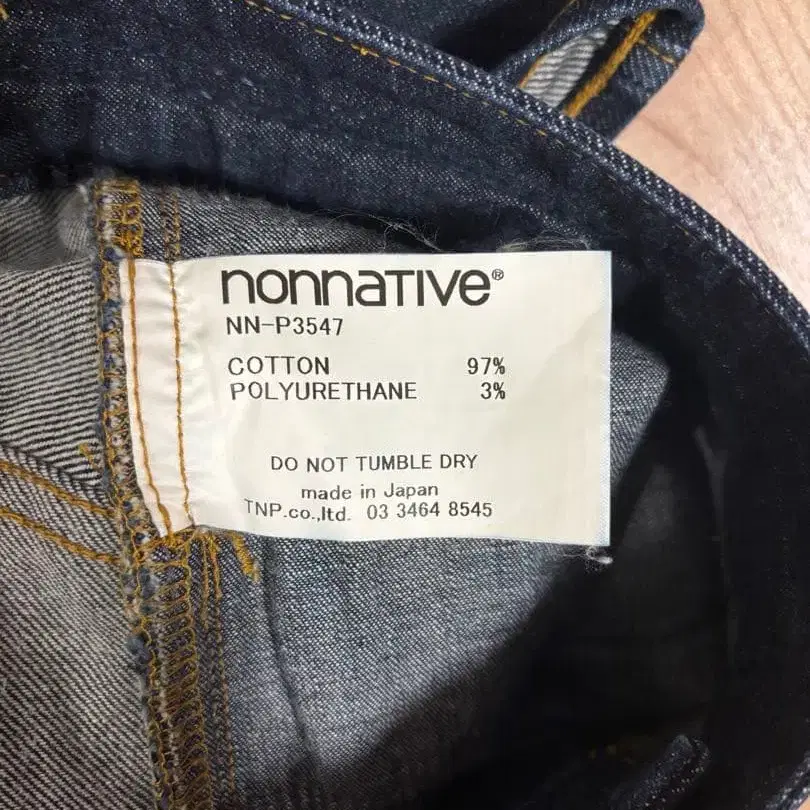 nonnative®
NN-P3547
COTTON 97%
POLYURETHANE 3%
DO NOT TUMBLE DRY
made in Japan
TNP.co.,ltd. 03 3464 8545